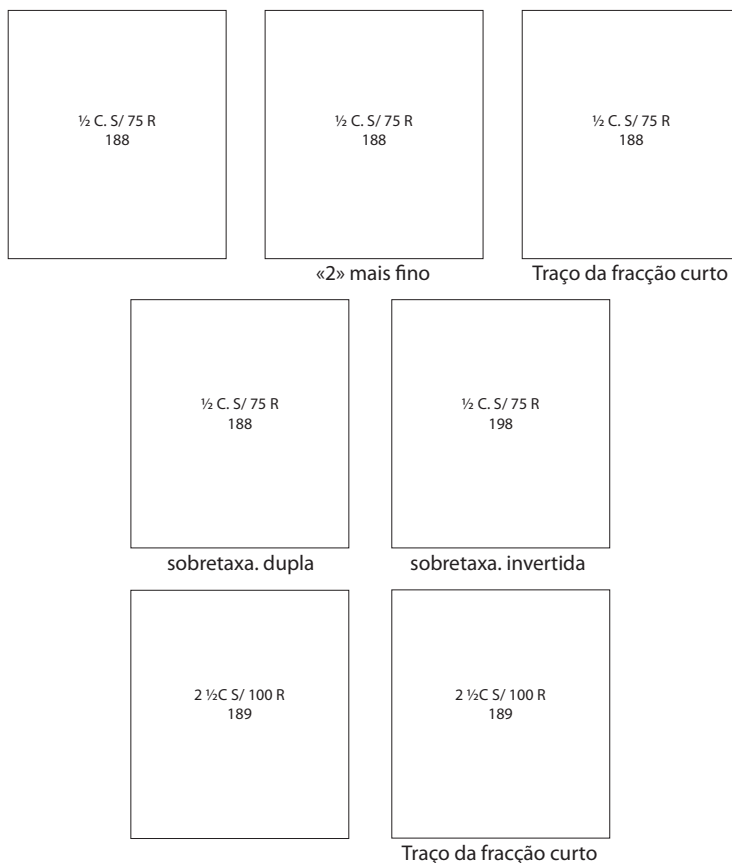 ½ C. S/ 75 R
188
½ C. S/ 75 R
188
«2» mais fino
½ C. S/ 75 R
188
Traço da fracção curto
½ C. S/ 75 R
188
sobretaxa. dupla
½ C. S/ 75 R
198
sobretaxa. invertida
2 ½C S/ 100 R
189
2 ½C S/ 100 R
189
Traço da fracção curto